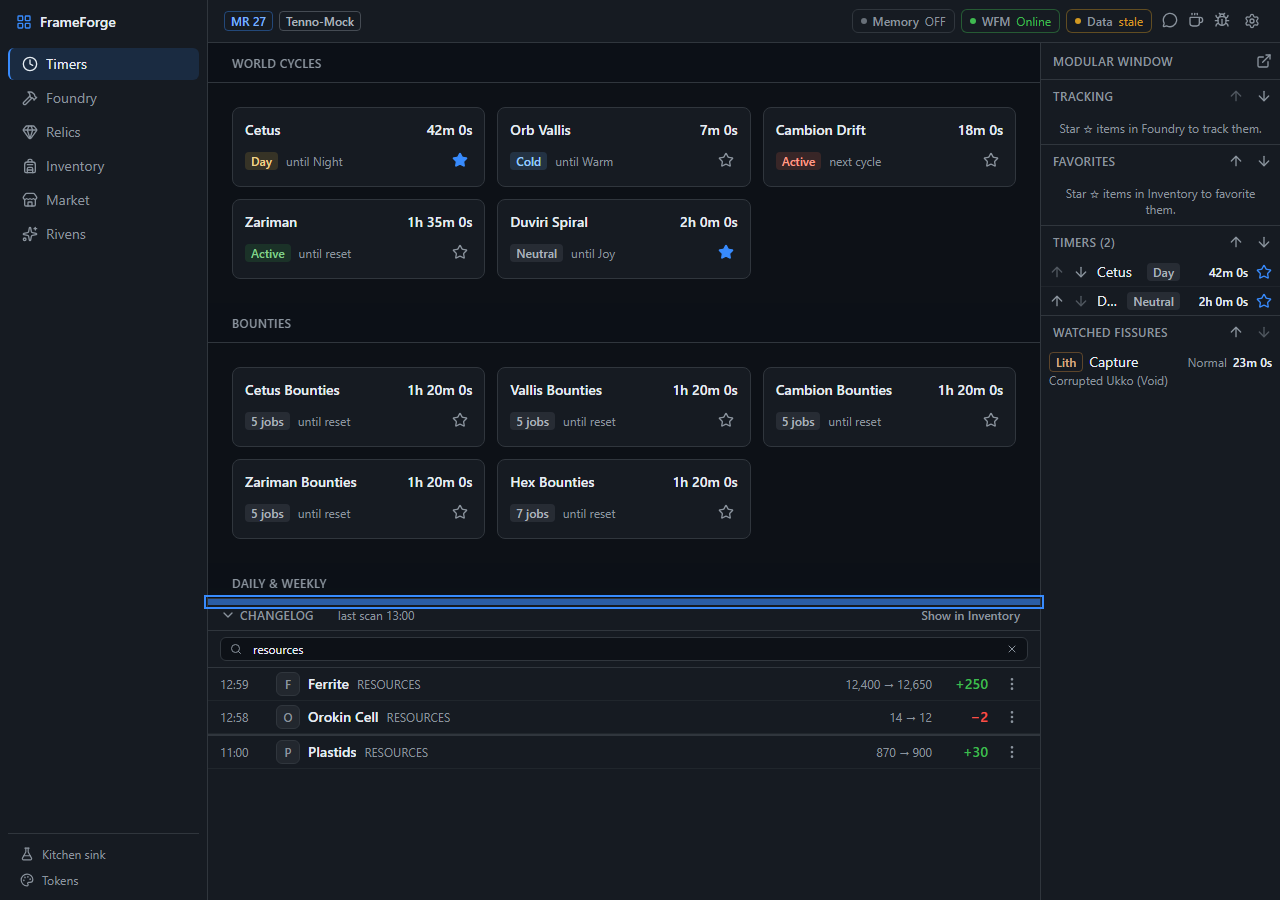 FrameForge
MR 27 Tenno-Mock Memory OFF WFM Online Data stale
Timers
Foundry
Relics
Inventory
Market
Rivens
Kitchen sink
Tokens
WORLD CYCLES
Cetus 42m 0s
Day until Night
Orb Vallis 7m 0s
Cold until Warm
Cambion Drift 18m 0s
Active next cycle
Zariman 1h 35m 0s
Active until reset
Duviri Spiral 2h 0m 0s
Neutral until Joy
BOUNTIES
Cetus Bounties 1h 20m 0s
5 jobs until reset
Vallis Bounties 1h 20m 0s
5 jobs until reset
Cambion Bounties 1h 20m 0s
5 jobs until reset
Zariman Bounties 1h 20m 0s
5 jobs until reset
Hex Bounties 1h 20m 0s
7 jobs until reset
DAILY & WEEKLY
CHANGELOG last scan 13:00 Show in Inventory
resources
12:59 F Ferrite RESOURCES 12,400 → 12,650 +250
12:58 O Orokin Cell RESOURCES 14 → 12 −2
11:00 P Plastids RESOURCES 870 → 900 +30
MODULAR WINDOW
TRACKING
Star ☆ items in Foundry to track them.
FAVORITES
Star ☆ items in Inventory to favorite
them.
TIMERS (2)
Cetus Day 42m 0s
D... Neutral 2h 0m 0s
WATCHED FISSURES
Lith Capture Normal 23m 0s
Corrupted Ukko (Void)